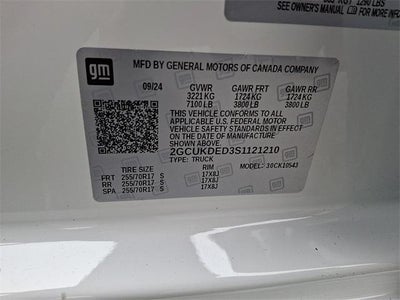 SEE OWNER'S MANUAL
gm
MFD BY GENERAL MOTORS OF CANADA COMPANY
09/24 GVWR GAWR FRT GAWR RR
3221 KG 1724 KG 1724 KG
7100 LB 3800 LB 3800 LB
THIS VEHICLE CONFORMS TO ALL
APPLICABLE U.S. FEDERAL MOTOR
VEHICLE SAFETY STANDARDS IN EFFECT
ON THE DATE OF MANUFACTURE SHOWN ABOVE.
2GCUKDED3S1121210
TYPE: TRUCK MODEL: 30CK10543
TIRE SIZE RIM
FRT 255/70R17 S 17X8J
RR 255/70R17 S 17X8J
SPA 255/70R17 S 17X8J